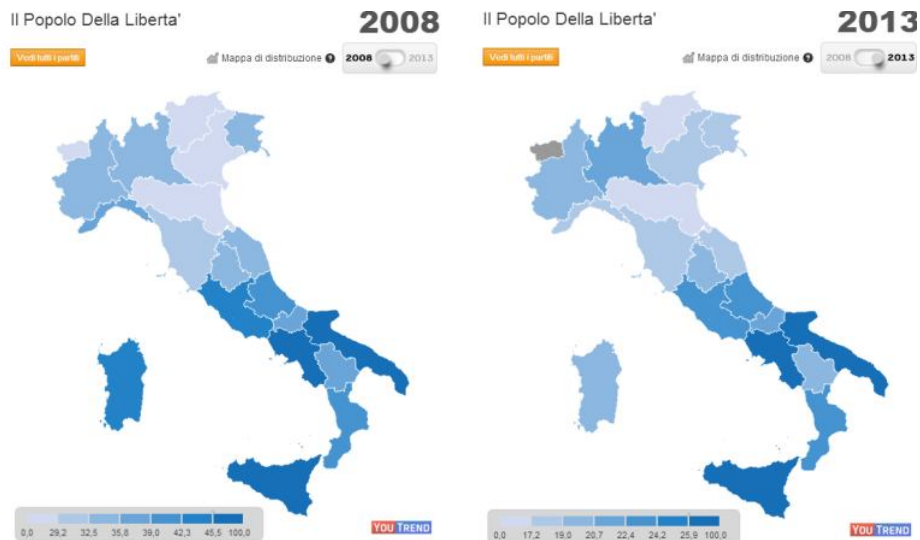 Il Popolo Della Liberta'
2008
Vedi tutti i partiti
Mappa di distribuzione ?
2008
2013
0,0 29,2 32,5 35,8 39,0 42,3 45,5 100,0
YOU TREND
Il Popolo Della Liberta'
2013
Vedi tutti i partiti
Mappa di distribuzione ?
2008
2013
0,0 17,2 19,0 20,7 22,4 24,2 25,9 100,0
YOU TREND